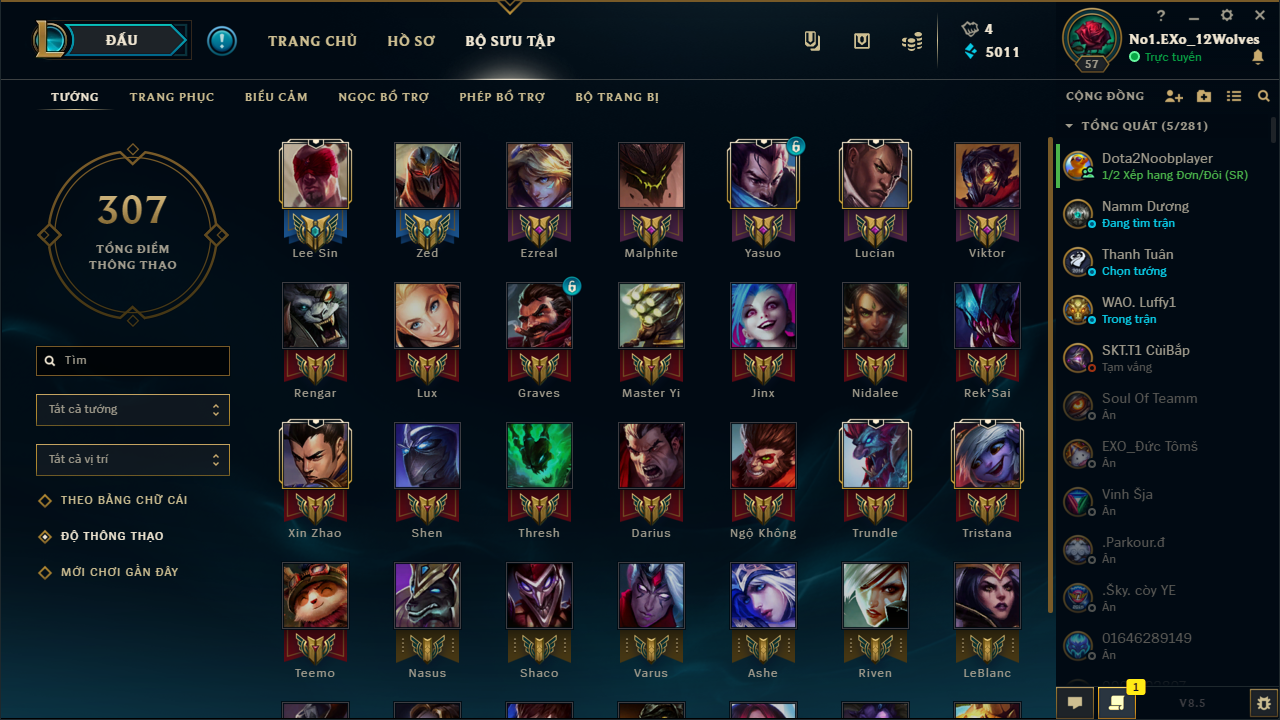 ĐẤU
TRANG CHỦ
HỒ SƠ
BỘ SƯU TẬP
4
5011
57
No1.EXo_12Wolves
Trực tuyến
TƯỚNG
TRANG PHỤC
BIỂU CẢM
NGỌC BỔ TRỢ
PHÉP BỔ TRỢ
BỘ TRANG BỊ
307
TỔNG ĐIỂM
THÔNG THẠO
Tìm
Tất cả tướng
Tất cả vị trí
THEO BẢNG CHỮ CÁI
ĐỘ THÔNG THẠO
MỚI CHƠI GẦN ĐÂY
6
Lee Sin
Zed
Ezreal
Malphite
Yasuo
Lucian
Viktor
6
Rengar
Lux
Graves
Master Yi
Jinx
Nidalee
Rek'Sai
Xin Zhao
Shen
Thresh
Darius
Ngộ Không
Trundle
Tristana
Teemo
Nasus
Shaco
Varus
Ashe
Riven
LeBlanc
CỘNG ĐỒNG
TỔNG QUÁT (5/281)
Dota2Noobplayer
1/2 Xếp hạng Đơn/Đôi (SR)
Namm Dương
Đang tìm trận
Thanh Tuân
Chọn tướng
WAO. Luffy1
Trong trận
SKT.T1 CùiBắp
Tạm vắng
Soul Of Teamm
Ẩn
EXO_Đức Tômš
Ẩn
Vinh Šja
Ẩn
.Parkour.đ
Ẩn
.Šky. còy YE
Ẩn
01646289149
Ẩn
1
V8.5